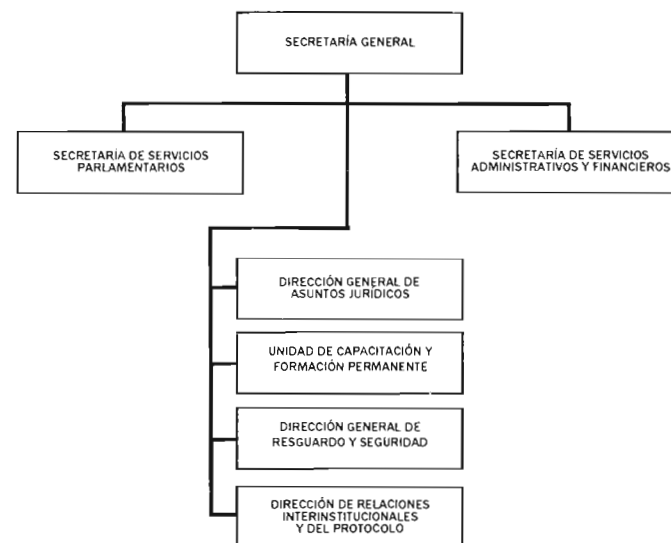 SECRETARÍA GENERAL
SECRETARÍA DE SERVICIOS
PARLAMENTARIOS
SECRETARÍA DE SERVICIOS
ADMINISTRATIVOS Y FINANCIEROS
DIRECCIÓN GENERAL DE
ASUNTOS JURÍDICOS
UNIDAD DE CAPACITACIÓN Y
FORMACIÓN PERMANENTE
DIRECCIÓN GENERAL DE
RESGUARDO Y SEGURIDAD
DIRECCIÓN DE RELACIONES
INTERINSTITUCIONALES
Y DEL PROTOCOLO